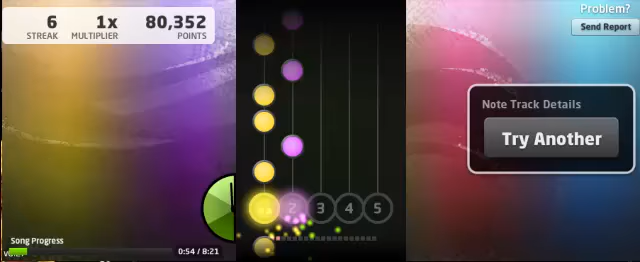 6 1x 80,352
STREAK MULTIPLIER POINTS
Problem?
Send Report
Note Track Details
Try Another
2 3 4 5
Song Progress
0:54 / 8:21